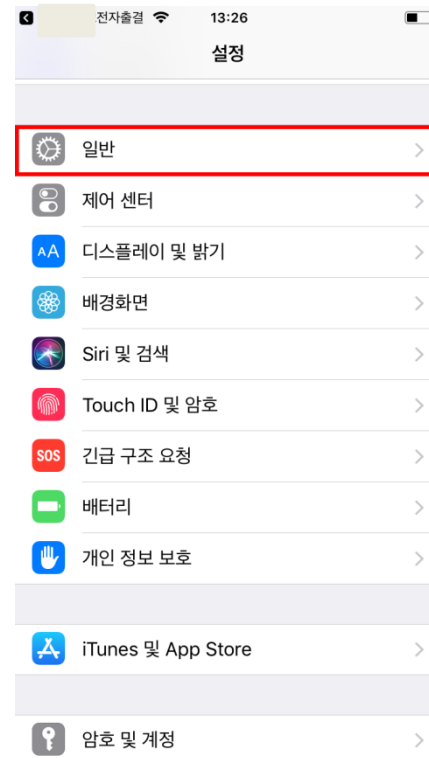 전자출결 13:26
설정
일반
제어 센터
AA 디스플레이 및 밝기
배경화면
Siri 및 검색
Touch ID 및 암호
SOS 긴급 구조 요청
배터리
개인 정보 보호
iTunes 및 App Store
암호 및 계정